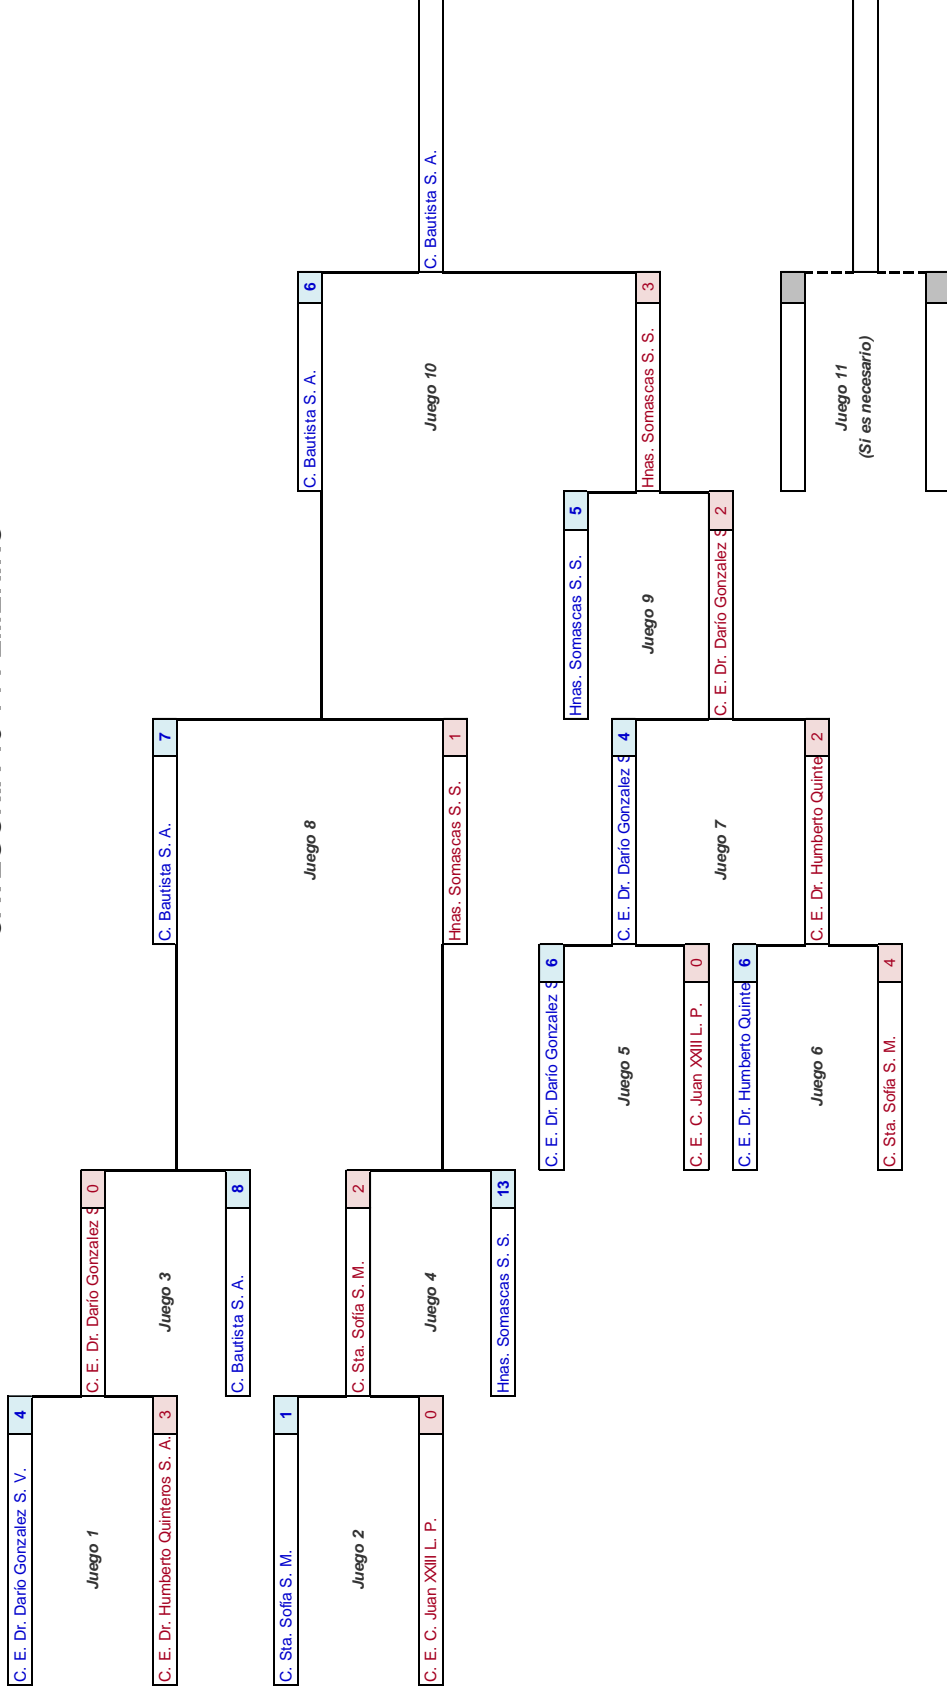 C. E. Dr. Darío Gonzalez S. V. 4
Juego 1
C. E. Dr. Humberto Quinteros S. A. 3
C. Sta. Sofía S. M. 1
Juego 2
C. E. C. Juan XXIII L. P. 0
C. E. Dr. Darío Gonzalez S 0
Juego 3
C. Bautista S. A. 8
C. Sta. Sofía S. M. 2
Juego 4
Hnas. Somascas S. S. 13
C. E. Dr. Darío Gonzalez S 6
Juego 5
C. E. C. Juan XXIII L. P. 0
C. E. Dr. Humberto Quinte 6
Juego 6
C. Sta. Sofía S. M. 4
C. Bautista S. A. 7
Juego 8
Hnas. Somascas S. S. 1
C. E. Dr. Darío Gonzalez S 4
Juego 7
C. E. Dr. Humberto Quinte 2
Hnas. Somascas S. S. 5
Juego 9
C. E. Dr. Darío Gonzalez S 2
C. Bautista S. A. 6
Juego 10
Hnas. Somascas S. S. 3
Juego 11
(Si es necesario)
C. Bautista S. A.